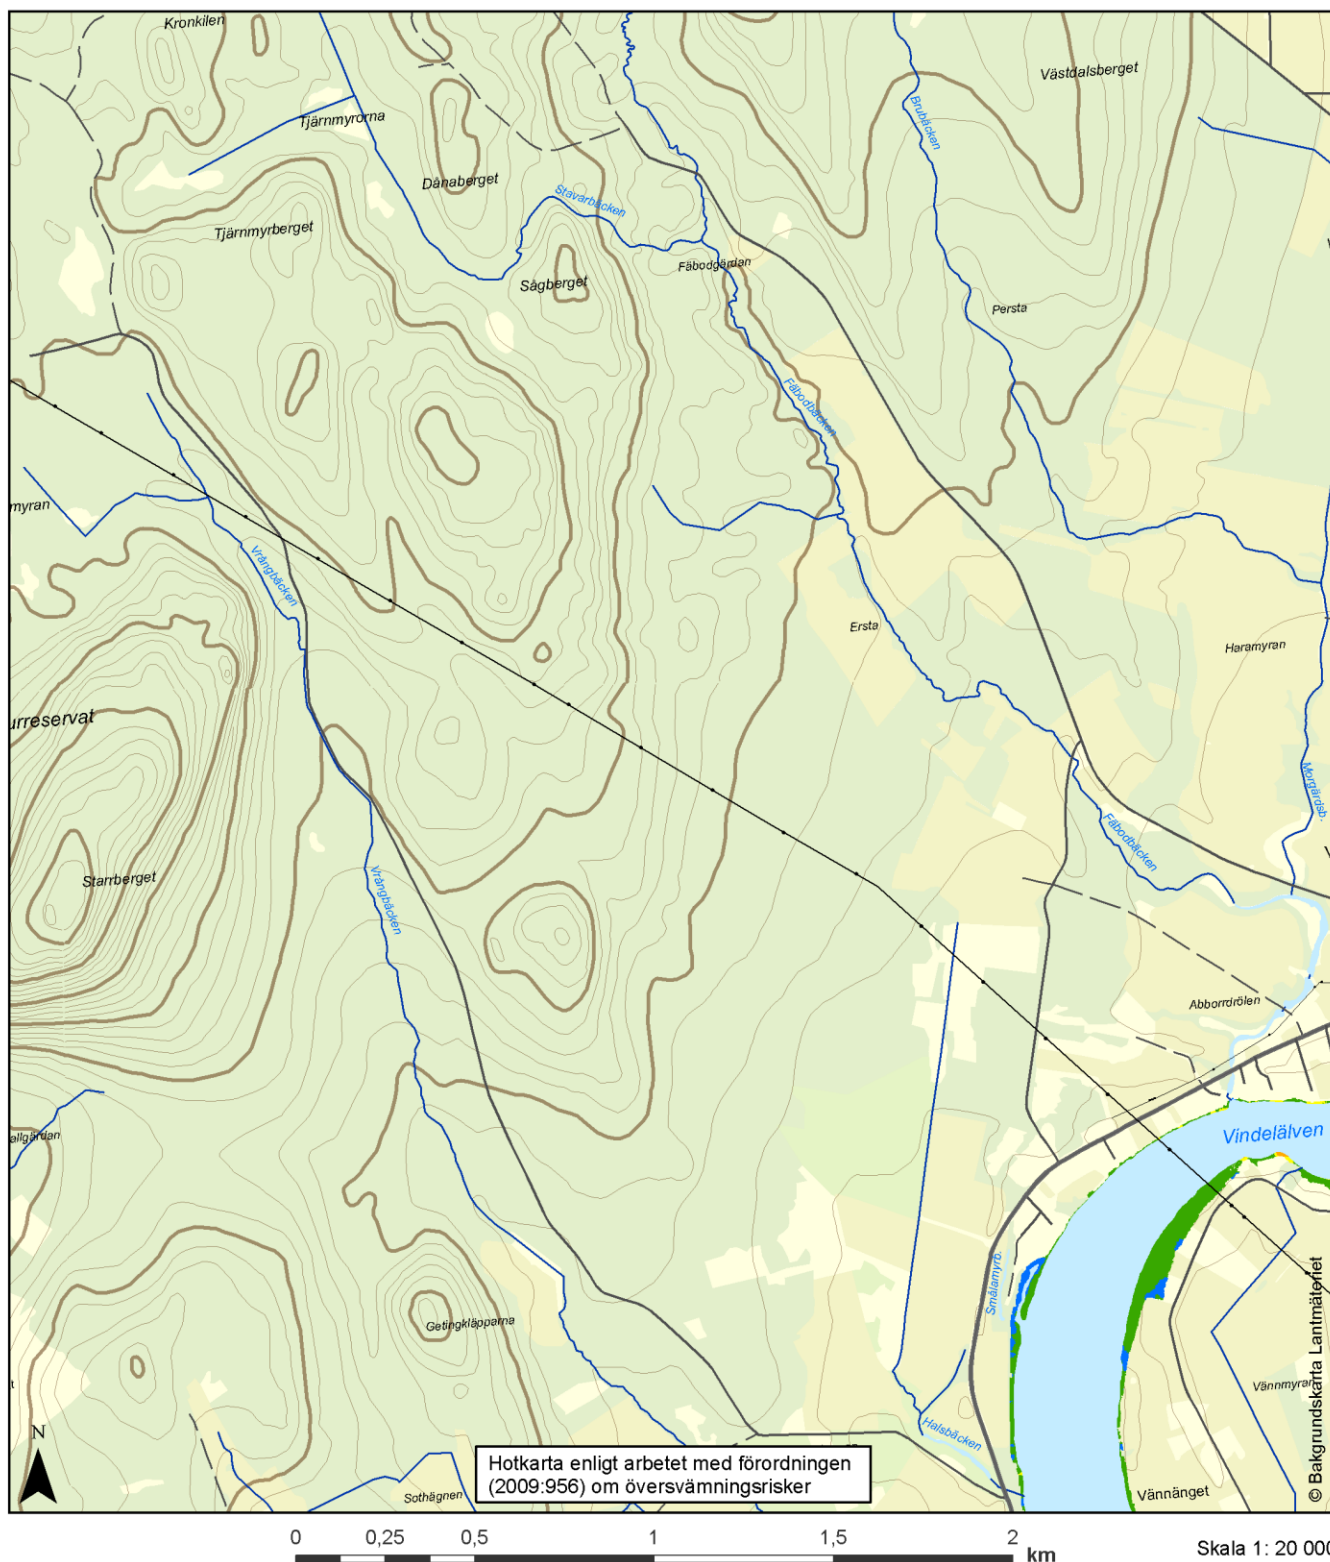 Kronkilen
Västdalsberget
Brubäcken
Tjärnmyrorna
Dånaberget
Stavarbäcken
Tjärnmyrberget
Fäbodgärdan
Sågberget
Persta
Fäbodbäcken
myran
Vrångbäcken
Ersta
Haramyran
urreservat
Morgårdsb.
Fäbodbäcken
Starrberget
Vrångbäcken
Abborrdrölen
Vindelälven
allgärdan
Smålamyrb.
Getingkläpparna
Vännmyran
t
N
Halsbäcken
Hotkarta enligt arbetet med förordningen
(2009:956) om översvämningsrisker
Sothägnen
Vännänget
© Bakgrundskarta Lantmäteriet
0 0,25 0,5 1 1,5 2
km
Skala 1: 20 000